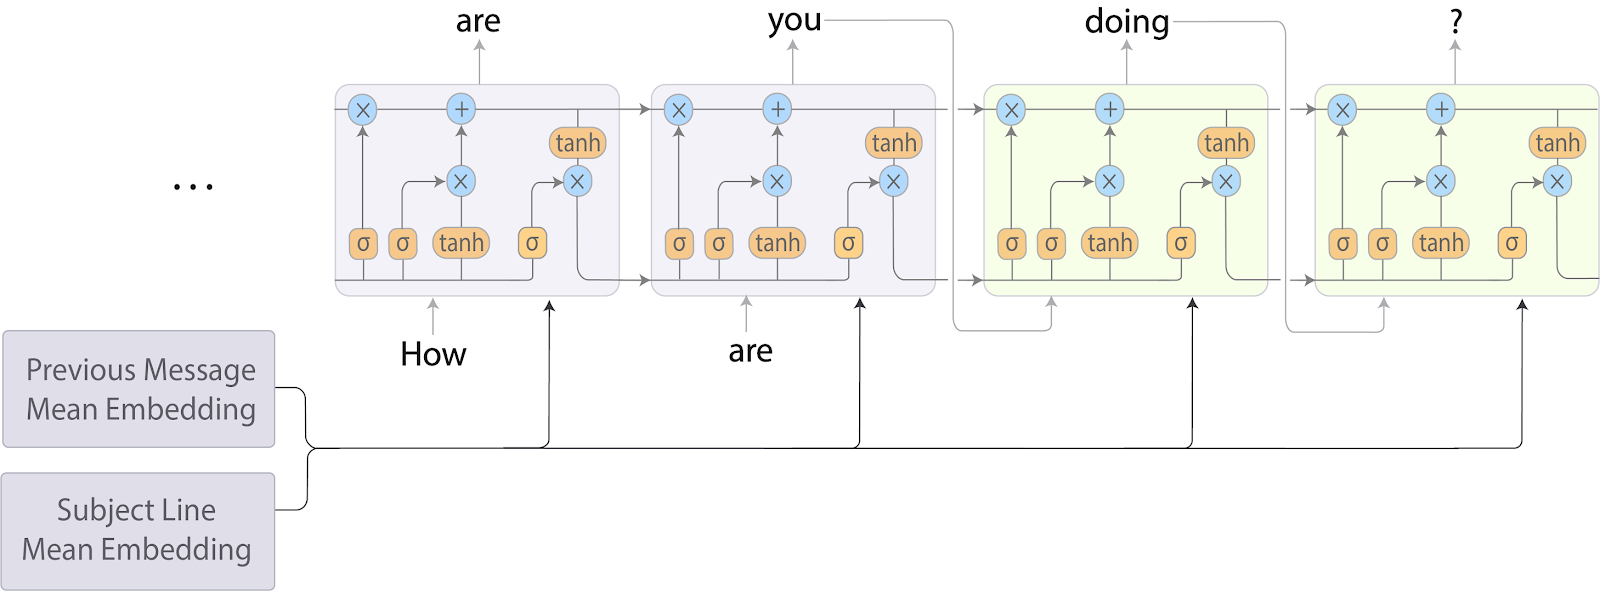 are you doing ?
...
× + × + × + × +
tanh tanh tanh tanh
× × × × × × × ×
σ σ tanh σ σ σ tanh σ σ σ tanh σ σ σ tanh σ
How are
Previous Message
Mean Embedding
Subject Line
Mean Embedding